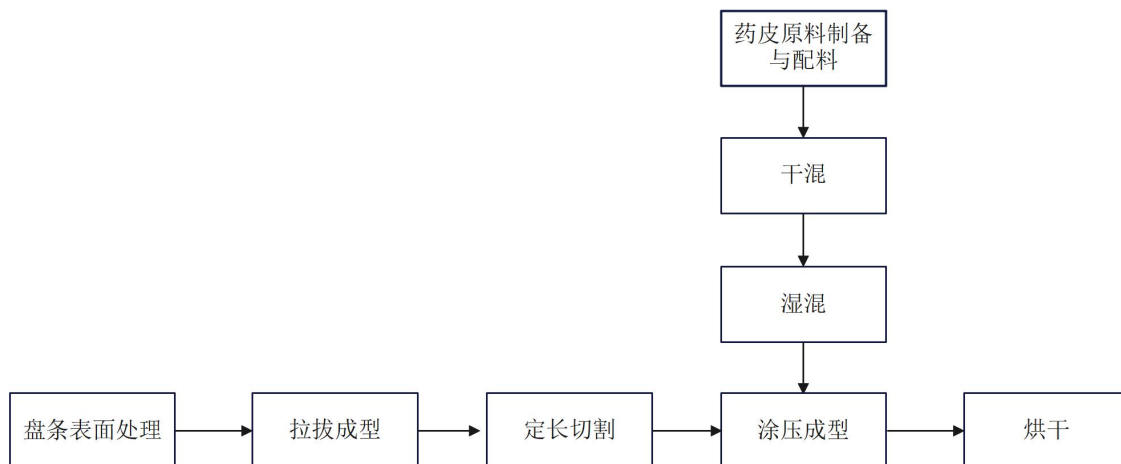 药皮原料制备
与配料
干混
湿混
盘条表面处理
拉拔成型
定长切割
涂压成型
烘干